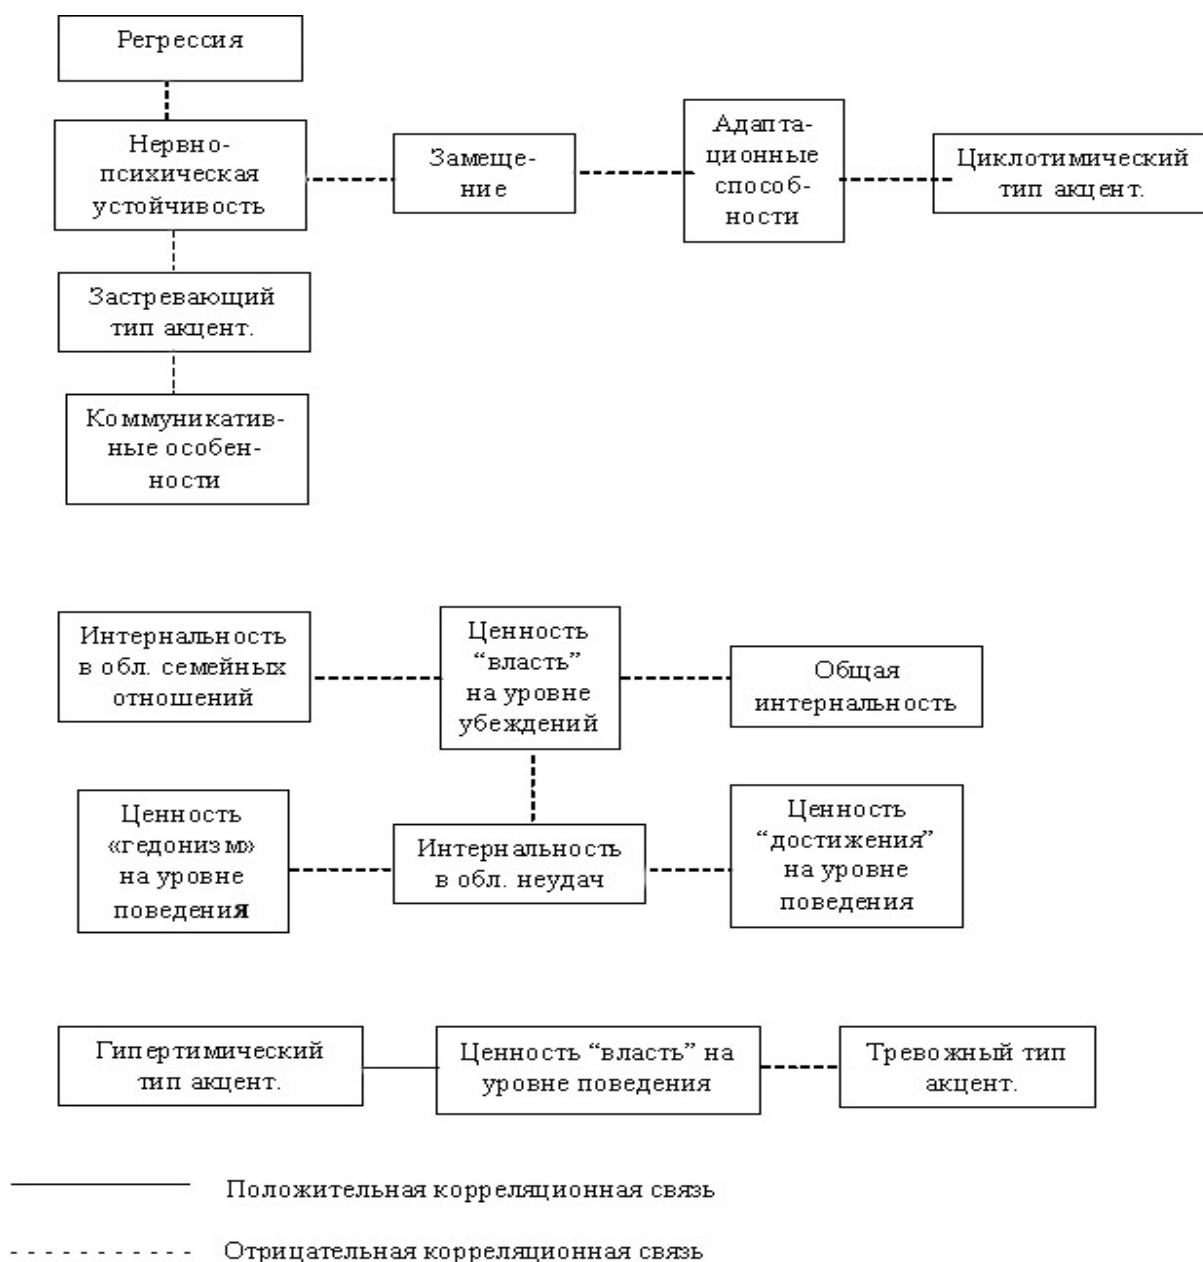 Регрессия
Нервно-
психическая
устойчивость
Замеще-
ние
Адапта-
ционные
способ-
ности
Циклотимический
тип акцент.
Застревающий
тип акцент.
Коммуникатив-
ные особен-
ности
Интернальность
в обл. семейных
отношений
Ценность
“власть”
на уровне
убеждений
Общая
интернальность
Ценность
«гедонизм»
на уровне
поведения
Интернальность
в обл. неудач
Ценность
“достижения”
на уровне
поведения
Гипертимический
тип акцент.
Ценность “власть” на
уровне поведения
Тревожный тип
акцент.
Положительная корреляционная связь
Отрицательная корреляционная связь